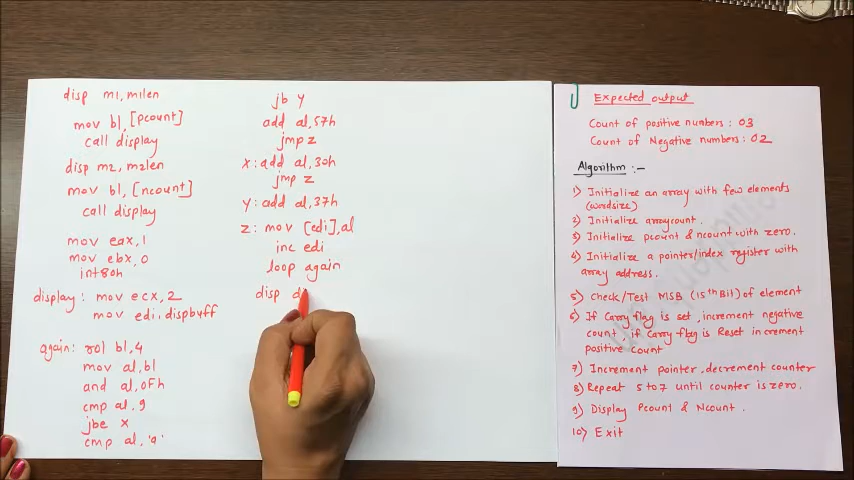 disp m1,m1len
mov bl,[pcount]
call display
disp m2,m2len
mov bl,[ncount]
call display
mov eax,1
mov ebx,0
int80h
display: mov ecx,2
mov edi,dispbuff
again: rol bl,4
mov al,bl
and al,0Fh
cmp al,9
jbe x
cmp al,'a'
jb y
add al,57h
jmp z
x: add al,30h
jmp z
y: add al,37h
z: mov [edi],al
inc edi
loop again
disp d
Expected output
Count of positive numbers : 03
Count of Negative numbers : 02
Algorithm :-
1) Initialize an array with few elements
(wordsize)
2) Initialize arraycount.
3) Initialize pcount & ncount with zero.
4) Initialize a pointer/index register with
array address.
5) Check/Test MSB (15th Bit) of element
6) If Carry flag is set, increment negative
count. if Carry flag is Reset increment
positive count
7) Increment pointer, decrement counter
8) Repeat 5 to 7 until counter is zero.
9) Display Pcount & Ncount.
10) Exit